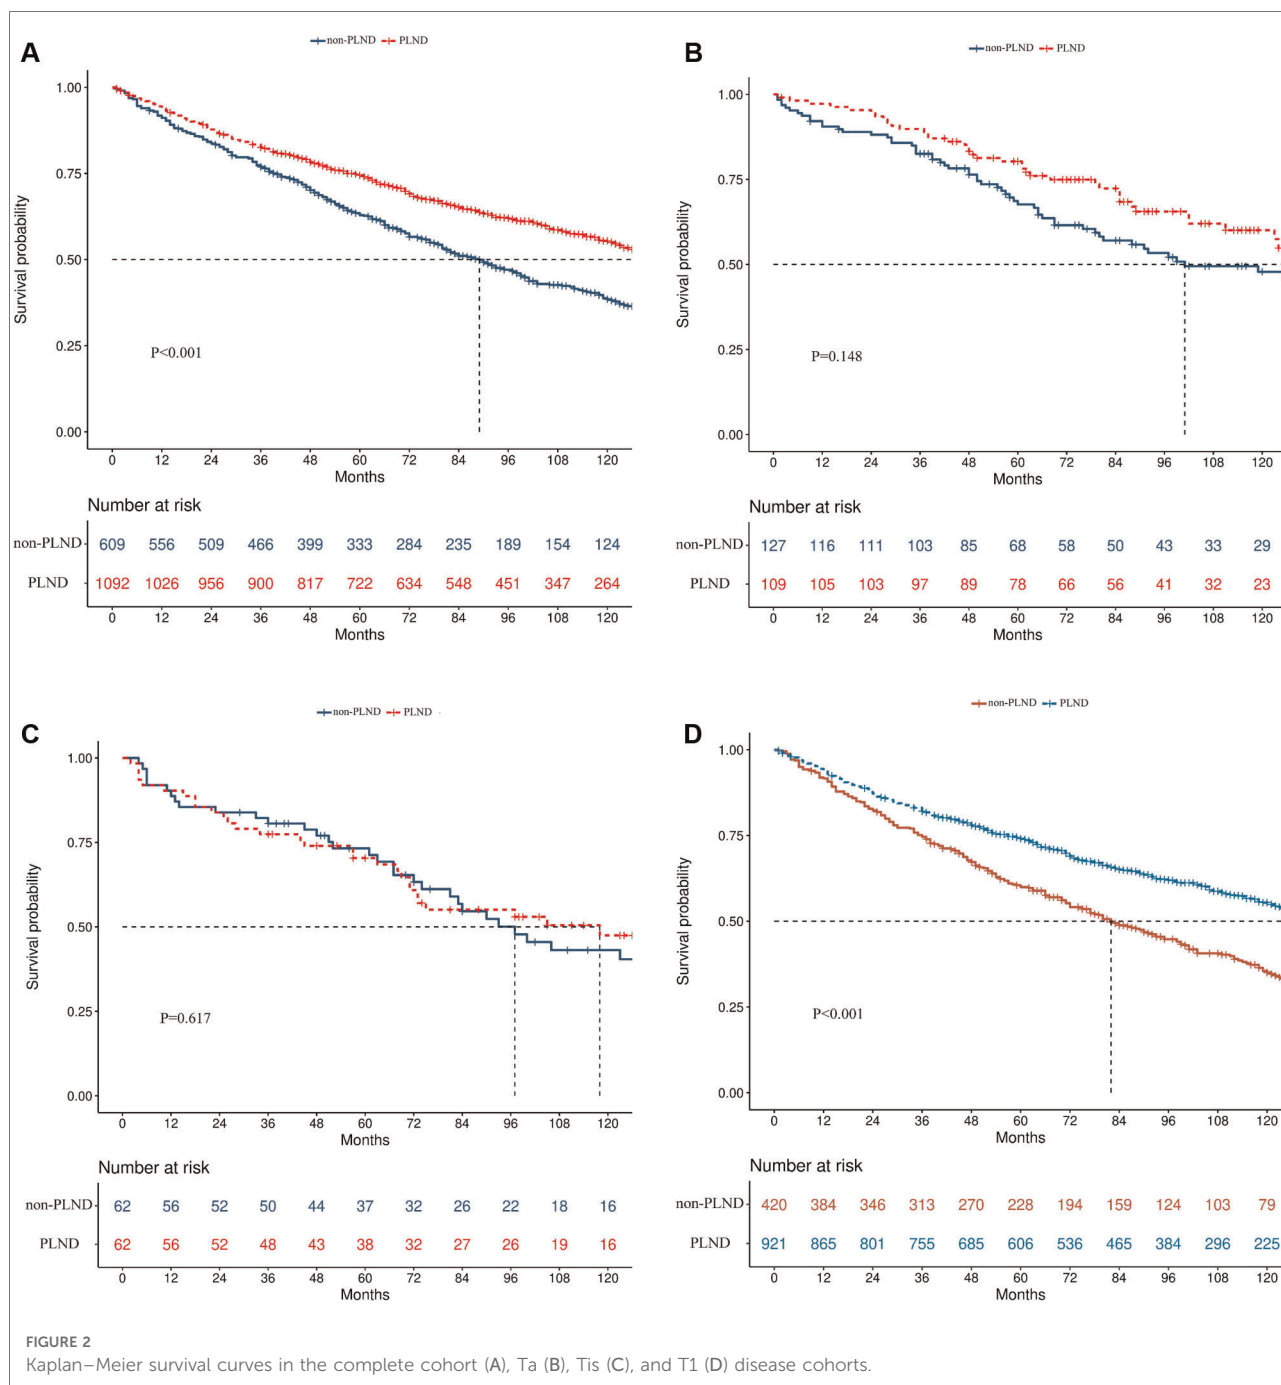 A
non-PLND PLND
1.00
0.75
0.50
0.25
0.00
Survival probability
P<0.001
0 12 24 36 48 60 72 84 96 108 120
Months
Number at risk
non-PLND 609 556 509 466 399 333 284 235 189 154 124
PLND 1092 1026 956 900 817 722 634 548 451 347 264
0 12 24 36 48 60 72 84 96 108 120
Months
B
non-PLND PLND
1.00
0.75
0.50
0.25
0.00
Survival probability
P=0.148
0 12 24 36 48 60 72 84 96 108 120
Months
Number at risk
non-PLND 127 116 111 103 85 68 58 50 43 33 29
PLND 109 105 103 97 89 78 66 56 41 32 23
0 12 24 36 48 60 72 84 96 108 120
Months
C
non-PLND PLND
1.00
0.75
0.50
0.25
0.00
Survival probability
P=0.617
0 12 24 36 48 60 72 84 96 108 120
Months
Number at risk
non-PLND 62 56 52 50 44 37 32 26 22 18 16
PLND 62 56 52 48 43 38 32 27 26 19 16
0 12 24 36 48 60 72 84 96 108 120
Months
D
non-PLND PLND
1.00
0.75
0.50
0.25
0.00
Survival probability
P<0.001
0 12 24 36 48 60 72 84 96 108 120
Months
Number at risk
non-PLND 420 384 346 313 270 228 194 159 124 103 79
PLND 921 865 801 755 685 606 536 465 384 296 225
0 12 24 36 48 60 72 84 96 108 120
Months
FIGURE 2
Kaplan–Meier survival curves in the complete cohort (A), Ta (B), Tis (C), and T1 (D) disease cohorts.